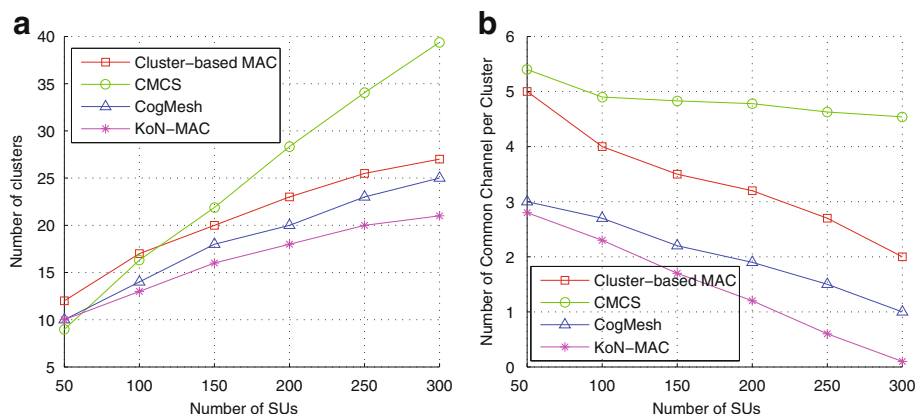 a
40
35
30
25
20
15
10
5
Number of clusters
Cluster−based MAC
CMCS
CogMesh
KoN−MAC
50 100 150 200 250 300
Number of SUs
b
6
5
4
3
2
1
0
Number of Common Channel per Cluster
Cluster−based MAC
CMCS
CogMesh
KoN−MAC
50 100 150 200 250 300
Number of SUs